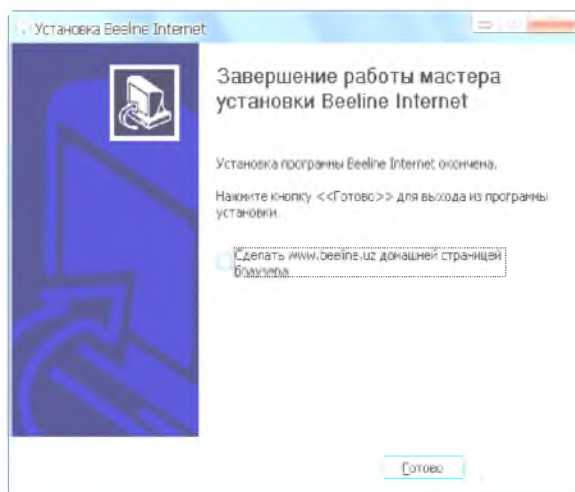 Установка Beeline Internet
Завершение работы мастера
установки Beeline Internet
Установка программы Beeline Internet окончена.
Нажмите кнопку <<Готово>> для выхода из программы
установки.
Сделать www.beeline.uz домашней страницей
браузера
Готово